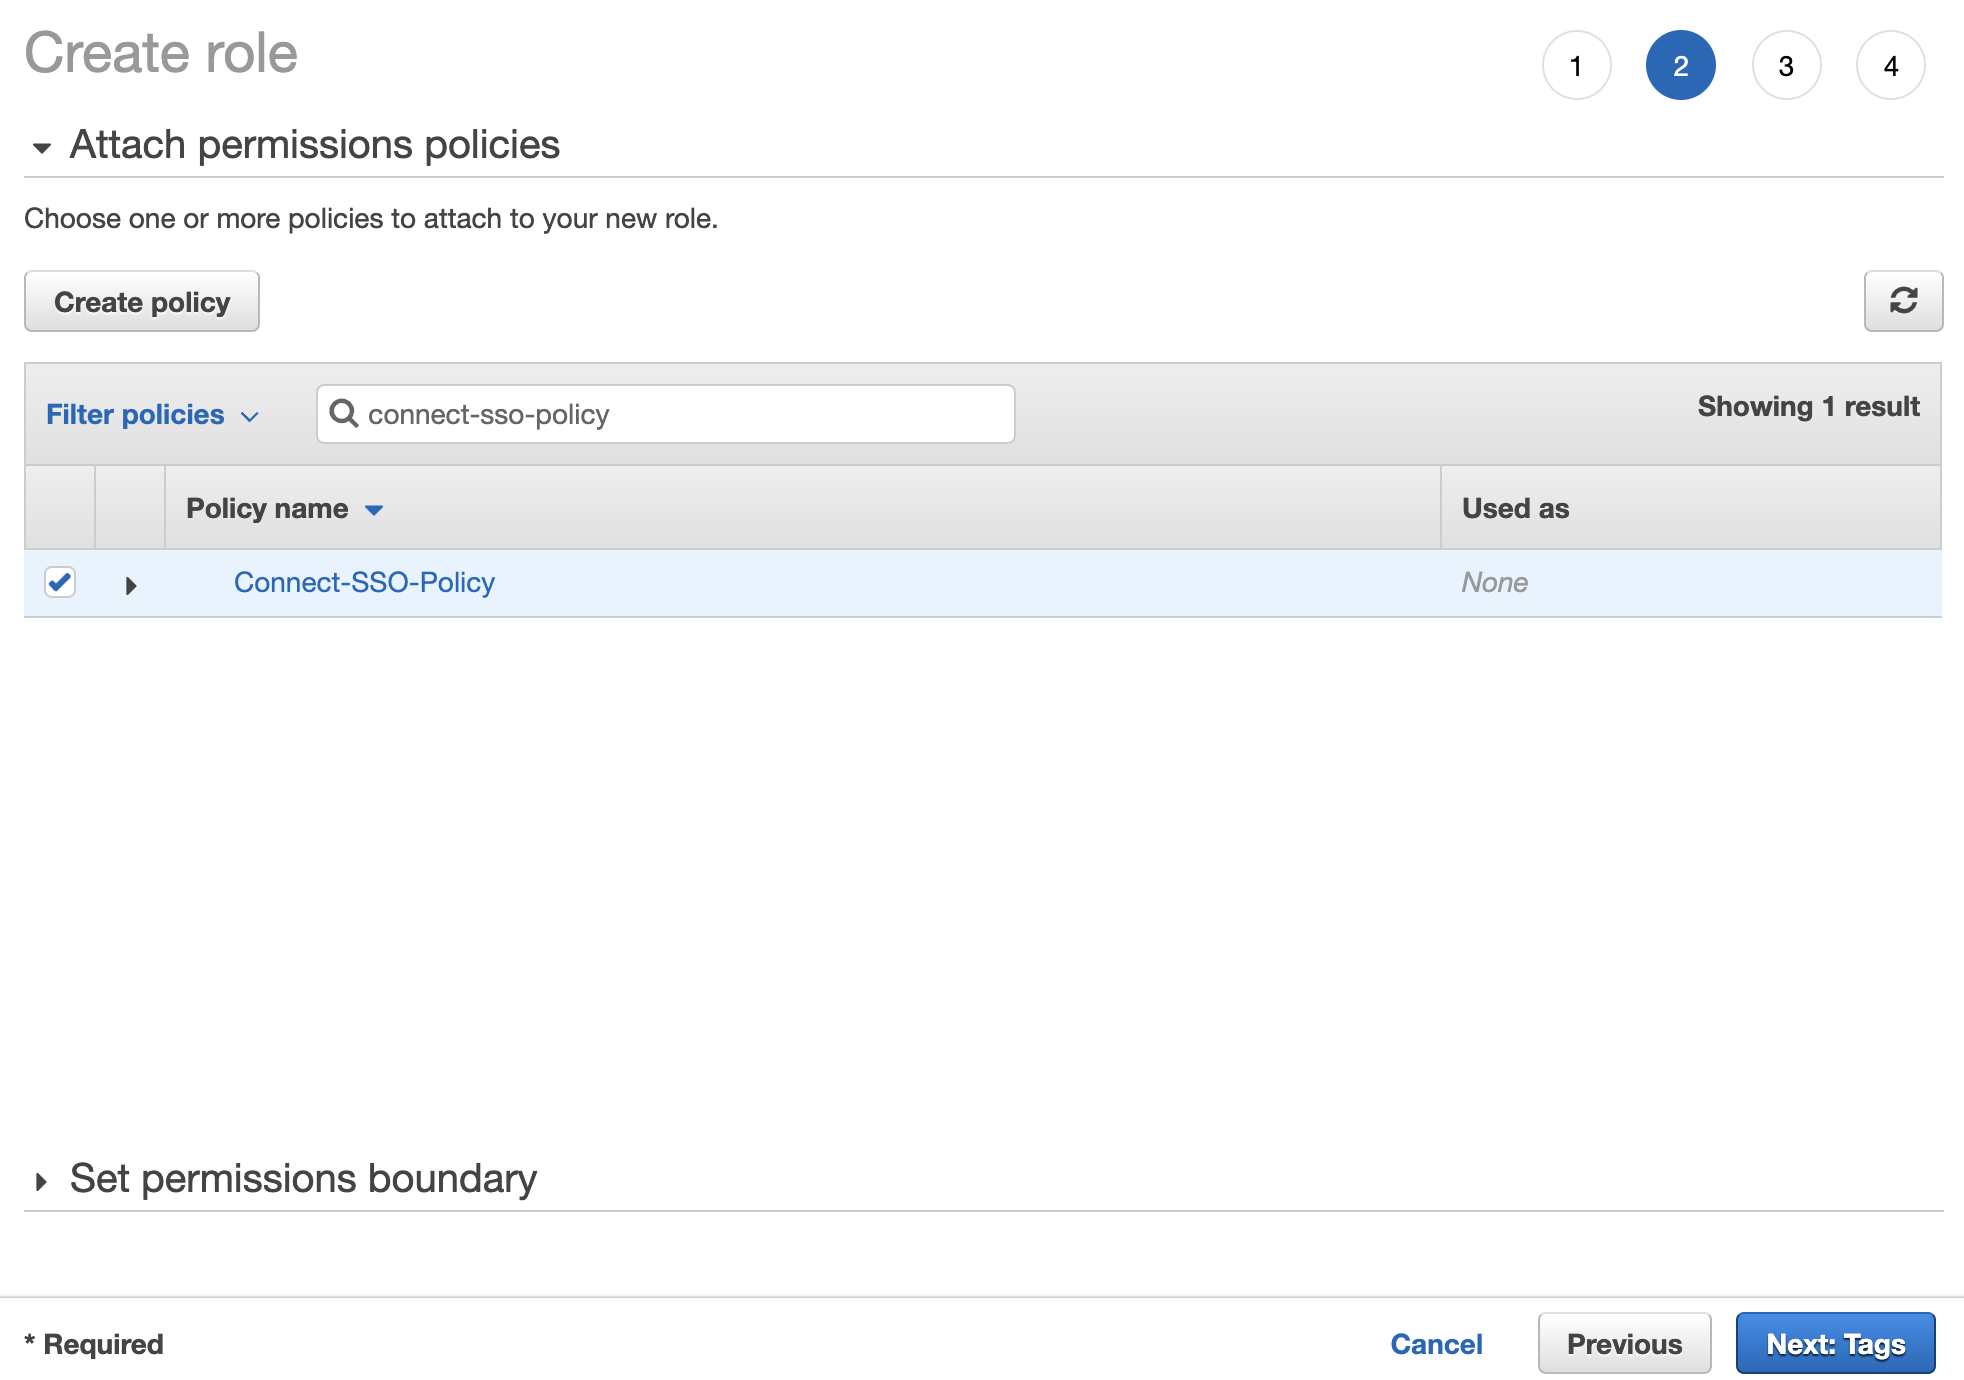 Create role
1 2 3 4
Attach permissions policies
Choose one or more policies to attach to your new role.
Create policy
Filter policies connect-sso-policy Showing 1 result
Policy name Used as
Connect-SSO-Policy None
Set permissions boundary
* Required Cancel Previous Next: Tags